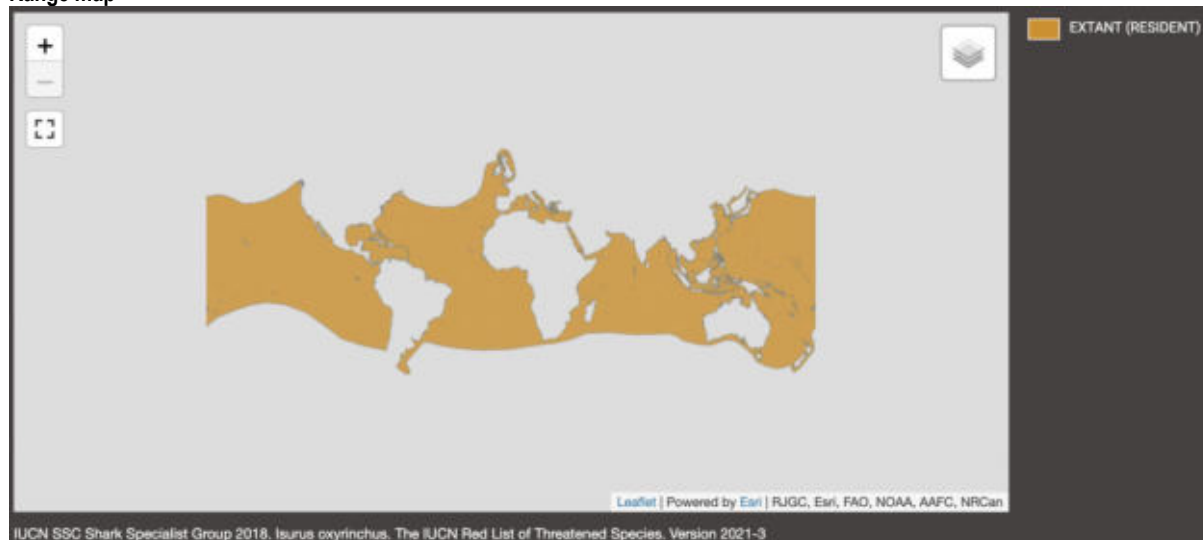 +
−
EXTANT (RESIDENT)
Leaflet | Powered by Esri | RJGC, Esri, FAO, NOAA, AAFC, NRCan
IUCN SSC Shark Specialist Group 2018. Isurus oxyrinchus. The IUCN Red List of Threatened Species. Version 2021-3